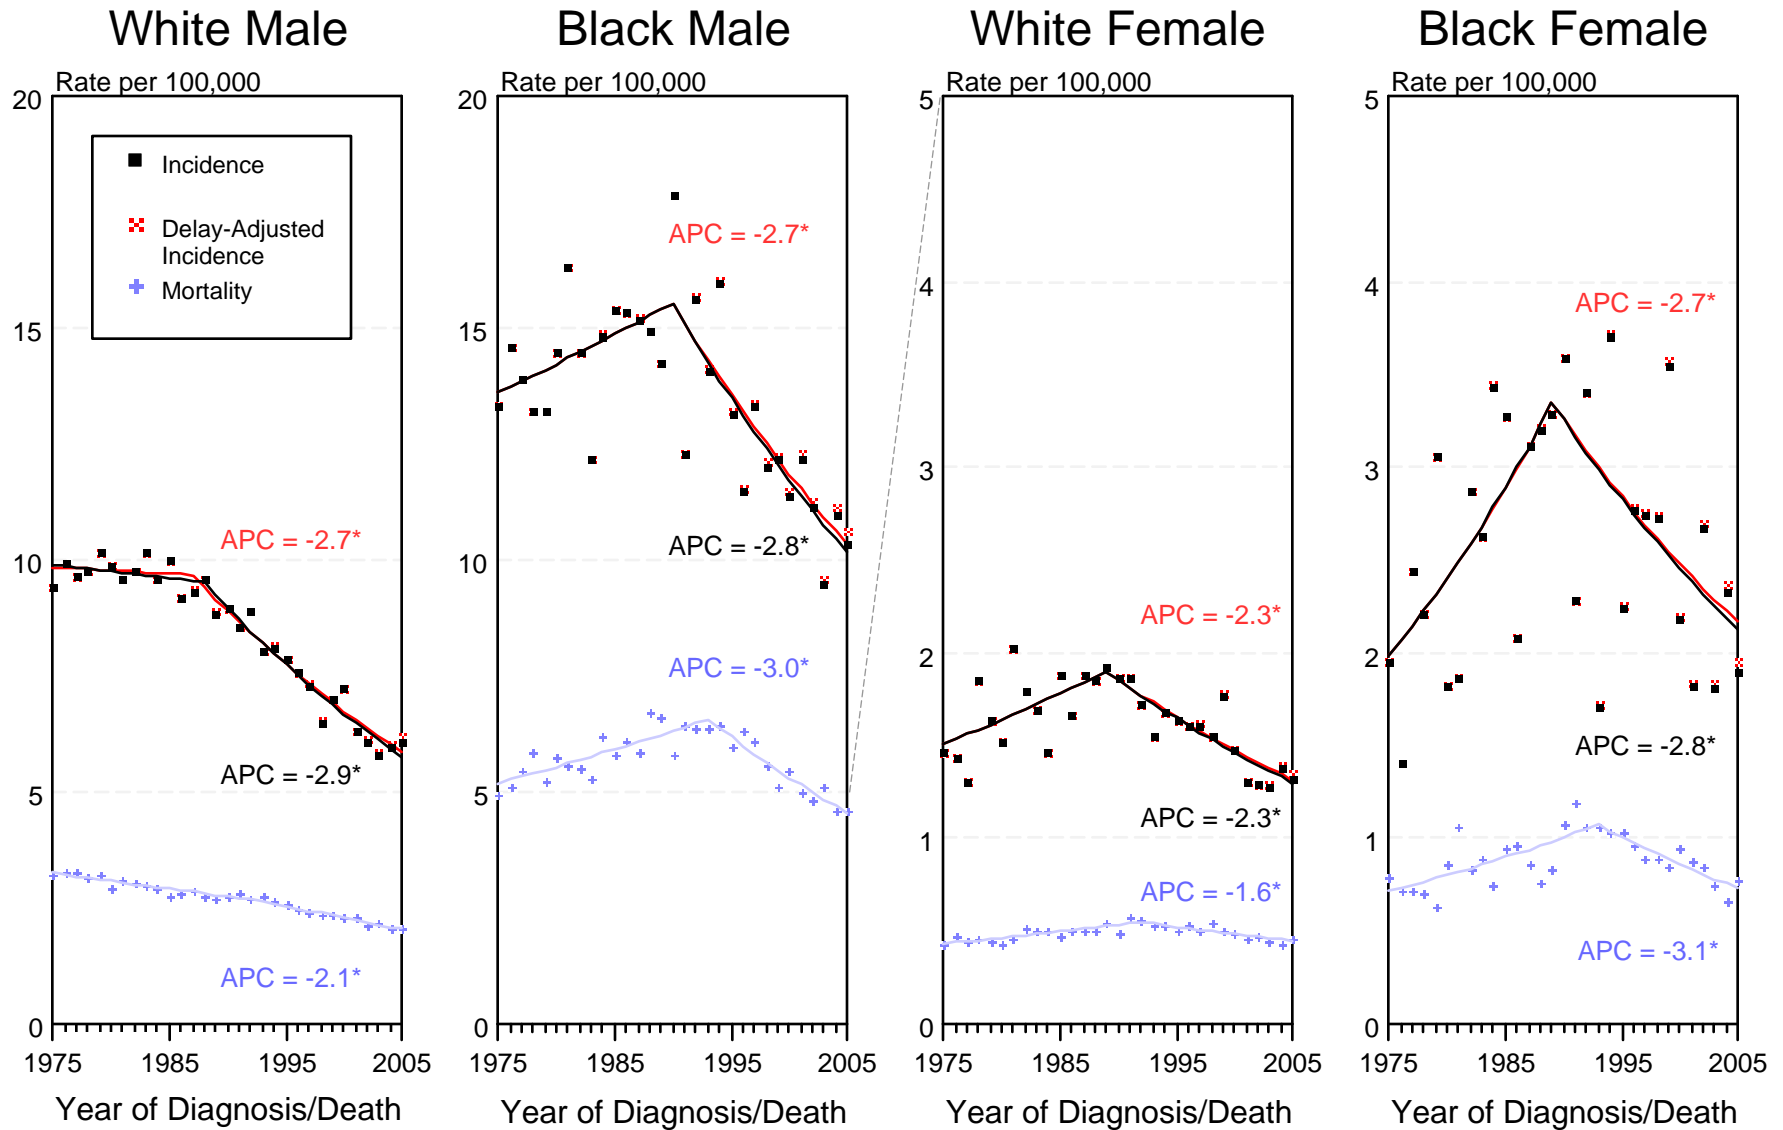 White Male
Rate per 100,000
20
15
10
5
0
Incidence
Delay-Adjusted
Incidence
Mortality
APC = -2.7*
APC = -2.9*
APC = -2.1*
1975
1985
1995
2005
Year of Diagnosis/Death
Black Male
Rate per 100,000
20
15
10
5
0
APC = -2.7*
APC = -2.8*
APC = -3.0*
1975
1985
1995
2005
Year of Diagnosis/Death
White Female
Rate per 100,000
5
4
3
2
1
0
APC = -2.3*
APC = -2.3*
APC = -1.6*
1975
1985
1995
2005
Year of Diagnosis/Death
Black Female
Rate per 100,000
5
4
3
2
1
0
APC = -2.7*
APC = -2.8*
APC = -3.1*
1975
1985
1995
2005
Year of Diagnosis/Death